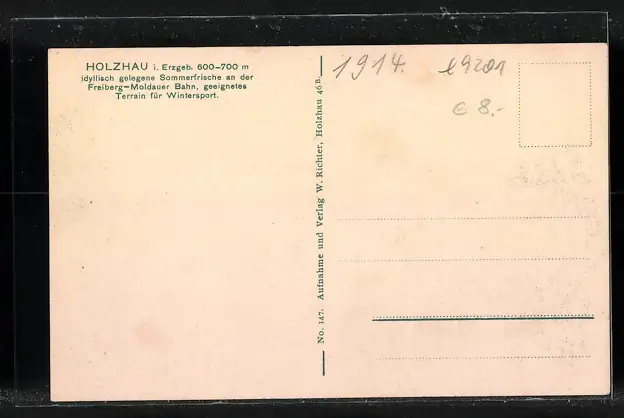 HOLZHAU i. Erzgeb. 600–700 m
idyllisch gelegene Sommerfrische an der
Freiberg–Moldauer Bahn, geeignetes
Terrain für Wintersport.
No. 147. Aufnahme und Verlag W. Richter, Holzhau 46 B.
1914.
€ 8.-